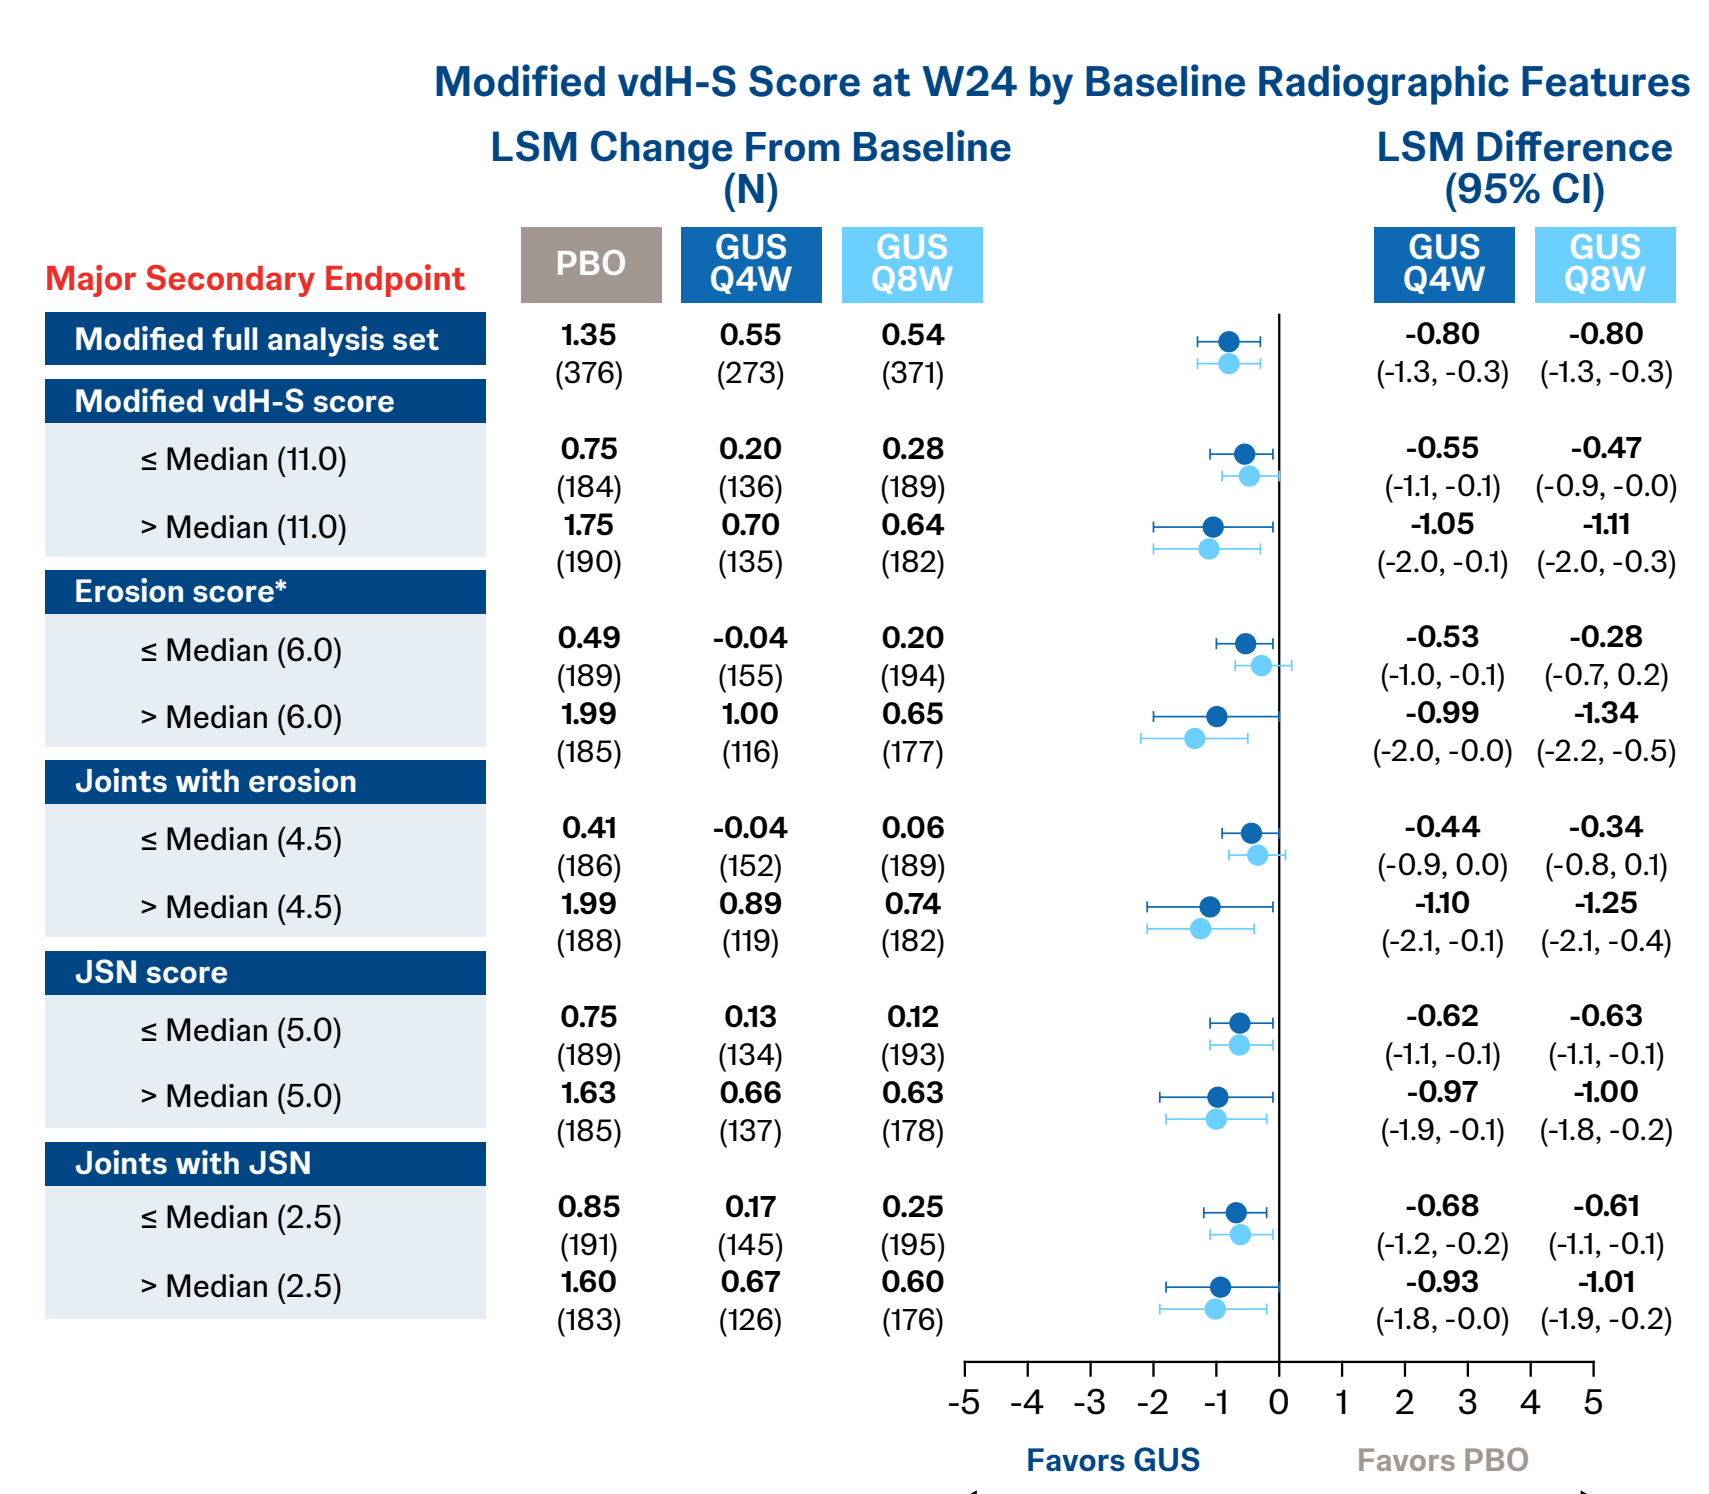 Modified vdH-S Score at W24 by Baseline Radiographic Features
LSM Change From Baseline
(N)
LSM Difference
(95% CI)
Major Secondary Endpoint
PBO
GUS
Q4W
GUS
Q8W
GUS
Q4W
GUS
Q8W
Modified full analysis set
1.35 0.55 0.54 -0.80 -0.80
(376) (273) (371) (-1.3, -0.3) (-1.3, -0.3)
Modified vdH-S score
≤ Median (11.0)
0.75 0.20 0.28 -0.55 -0.47
(184) (136) (189) (-1.1, -0.1) (-0.9, -0.0)
> Median (11.0)
1.75 0.70 0.64 -1.05 -1.11
(190) (135) (182) (-2.0, -0.1) (-2.0, -0.3)
Erosion score*
≤ Median (6.0)
0.49 -0.04 0.20 -0.53 -0.28
(189) (155) (194) (-1.0, -0.1) (-0.7, 0.2)
> Median (6.0)
1.99 1.00 0.65 -0.99 -1.34
(185) (116) (177) (-2.0, -0.0) (-2.2, -0.5)
Joints with erosion
≤ Median (4.5)
0.41 -0.04 0.06 -0.44 -0.34
(186) (152) (189) (-0.9, 0.0) (-0.8, 0.1)
> Median (4.5)
1.99 0.89 0.74 -1.10 -1.25
(188) (119) (182) (-2.1, -0.1) (-2.1, -0.4)
JSN score
≤ Median (5.0)
0.75 0.13 0.12 -0.62 -0.63
(189) (134) (193) (-1.1, -0.1) (-1.1, -0.1)
> Median (5.0)
1.63 0.66 0.63 -0.97 -1.00
(185) (137) (178) (-1.9, -0.1) (-1.8, -0.2)
Joints with JSN
≤ Median (2.5)
0.85 0.17 0.25 -0.68 -0.61
(191) (145) (195) (-1.2, -0.2) (-1.1, -0.1)
> Median (2.5)
1.60 0.67 0.60 -0.93 -1.01
(183) (126) (176) (-1.8, -0.0) (-1.9, -0.2)
-5 -4 -3 -2 -1 0 1 2 3 4 5
Favors GUS
Favors PBO